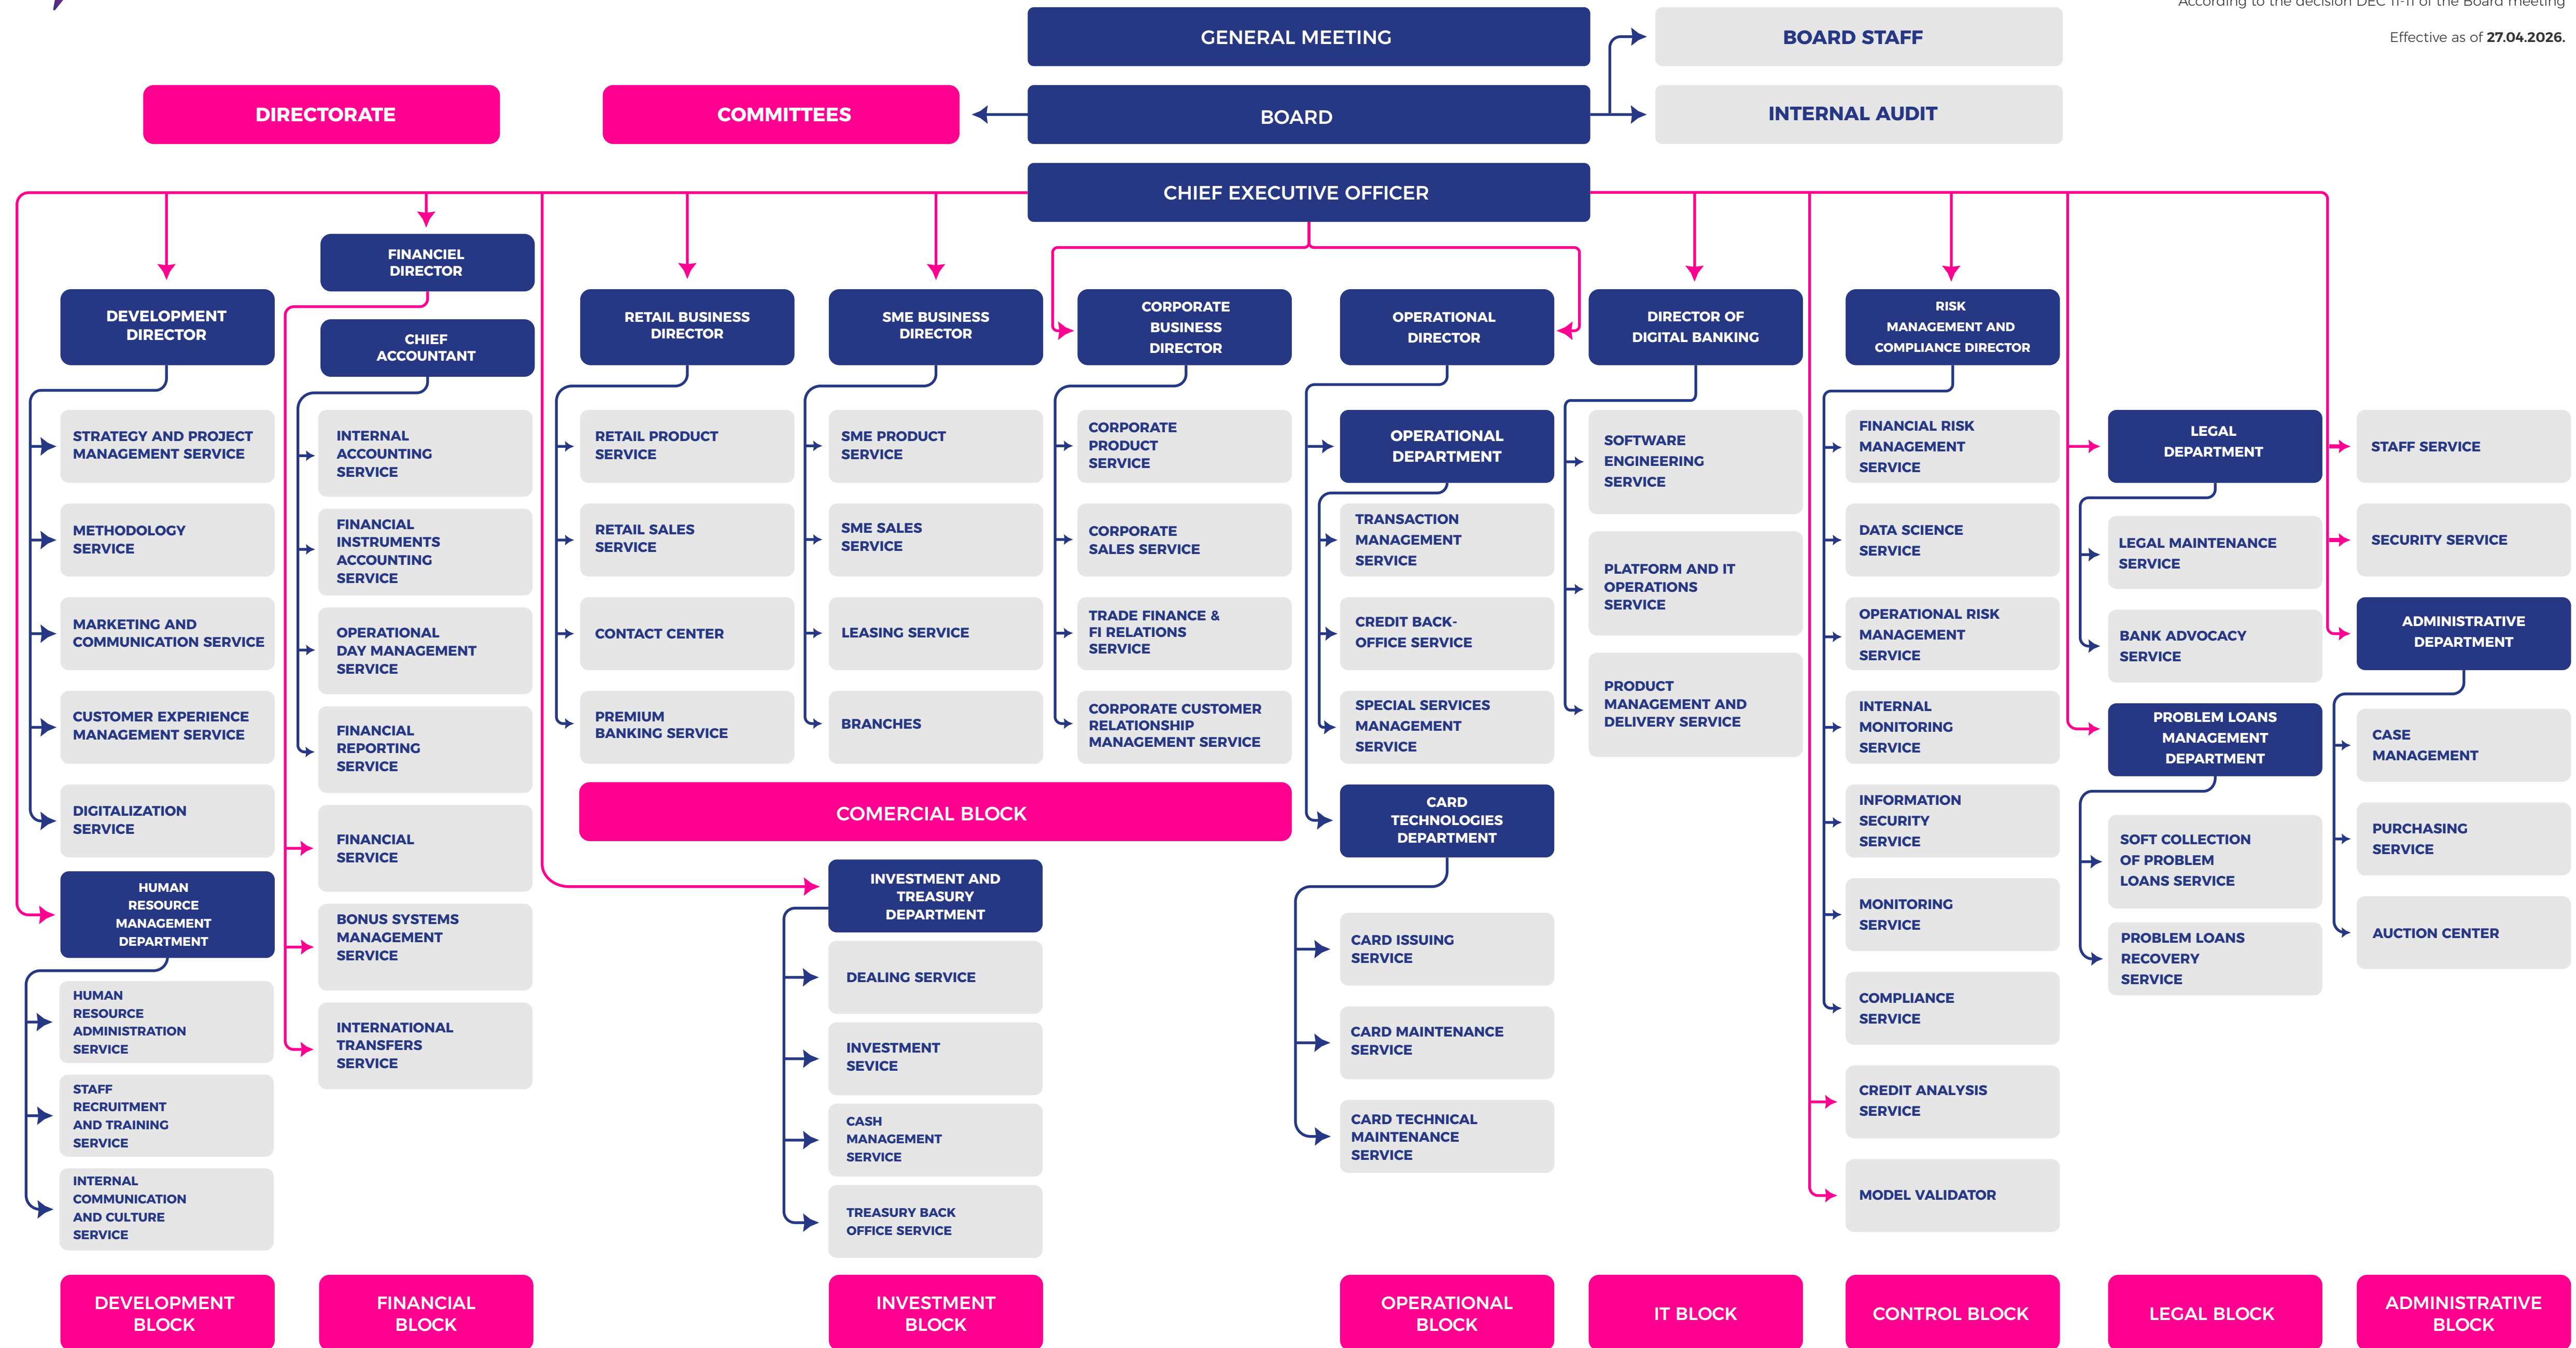 According to the decision DEC 11-11 of the Board meeting
Effective as of 27.04.2026.
GENERAL MEETING
BOARD STAFF
DIRECTORATE
COMMITTEES
BOARD
INTERNAL AUDIT
CHIEF EXECUTIVE OFFICER
DEVELOPMENT
DIRECTOR
STRATEGY AND PROJECT
MANAGEMENT SERVICE
METHODOLOGY
SERVICE
MARKETING AND
COMMUNICATION SERVICE
CUSTOMER EXPERIENCE
MANAGEMENT SERVICE
DIGITALIZATION
SERVICE
HUMAN
RESOURCE
MANAGEMENT
DEPARTMENT
HUMAN
RESOURCE
ADMINISTRATION
SERVICE
STAFF
RECRUITMENT
AND TRAINING
SERVICE
INTERNAL
COMMUNICATION
AND CULTURE
SERVICE
DEVELOPMENT
BLOCK
FINANCIEL
DIRECTOR
CHIEF
ACCOUNTANT
INTERNAL
ACCOUNTING
SERVICE
FINANCIAL
INSTRUMENTS
ACCOUNTING
SERVICE
OPERATIONAL
DAY MANAGEMENT
SERVICE
FINANCIAL
REPORTING
SERVICE
FINANCIAL
SERVICE
BONUS SYSTEMS
MANAGEMENT
SERVICE
INTERNATIONAL
TRANSFERS
SERVICE
FINANCIAL
BLOCK
RETAIL BUSINESS
DIRECTOR
RETAIL PRODUCT
SERVICE
RETAIL SALES
SERVICE
CONTACT CENTER
PREMIUM
BANKING SERVICE
SME BUSINESS
DIRECTOR
SME PRODUCT
SERVICE
SME SALES
SERVICE
LEASING SERVICE
BRANCHES
CORPORATE
BUSINESS
DIRECTOR
CORPORATE
PRODUCT
SERVICE
CORPORATE
SALES SERVICE
TRADE FINANCE &
FI RELATIONS
SERVICE
CORPORATE CUSTOMER
RELATIONSHIP
MANAGEMENT SERVICE
COMERCIAL BLOCK
INVESTMENT AND
TREASURY
DEPARTMENT
DEALING SERVICE
INVESTMENT
SEVICE
CASH
MANAGEMENT
SERVICE
TREASURY BACK
OFFICE SERVICE
INVESTMENT
BLOCK
OPERATIONAL
DIRECTOR
OPERATIONAL
DEPARTMENT
TRANSACTION
MANAGEMENT
SERVICE
CREDIT BACK-
OFFICE SERVICE
SPECIAL SERVICES
MANAGEMENT
SERVICE
CARD
TECHNOLOGIES
DEPARTMENT
CARD ISSUING
SERVICE
CARD MAINTENANCE
SERVICE
CARD TECHNICAL
MAINTENANCE
SERVICE
OPERATIONAL
BLOCK
DIRECTOR OF
DIGITAL BANKING
SOFTWARE
ENGINEERING
SERVICE
PLATFORM AND IT
OPERATIONS
SERVICE
PRODUCT
MANAGEMENT AND
DELIVERY SERVICE
IT BLOCK
RISK
MANAGEMENT AND
COMPLIANCE DIRECTOR
FINANCIAL RISK
MANAGEMENT
SERVICE
DATA SCIENCE
SERVICE
OPERATIONAL RISK
MANAGEMENT
SERVICE
INTERNAL
MONITORING
SERVICE
INFORMATION
SECURITY
SERVICE
MONITORING
SERVICE
COMPLIANCE
SERVICE
CREDIT ANALYSIS
SERVICE
MODEL VALIDATOR
CONTROL BLOCK
LEGAL
DEPARTMENT
LEGAL MAINTENANCE
SERVICE
BANK ADVOCACY
SERVICE
PROBLEM LOANS
MANAGEMENT
DEPARTMENT
SOFT COLLECTION
OF PROBLEM
LOANS SERVICE
PROBLEM LOANS
RECOVERY
SERVICE
LEGAL BLOCK
STAFF SERVICE
SECURITY SERVICE
ADMINISTRATIVE
DEPARTMENT
CASE
MANAGEMENT
PURCHASING
SERVICE
AUCTION CENTER
ADMINISTRATIVE
BLOCK